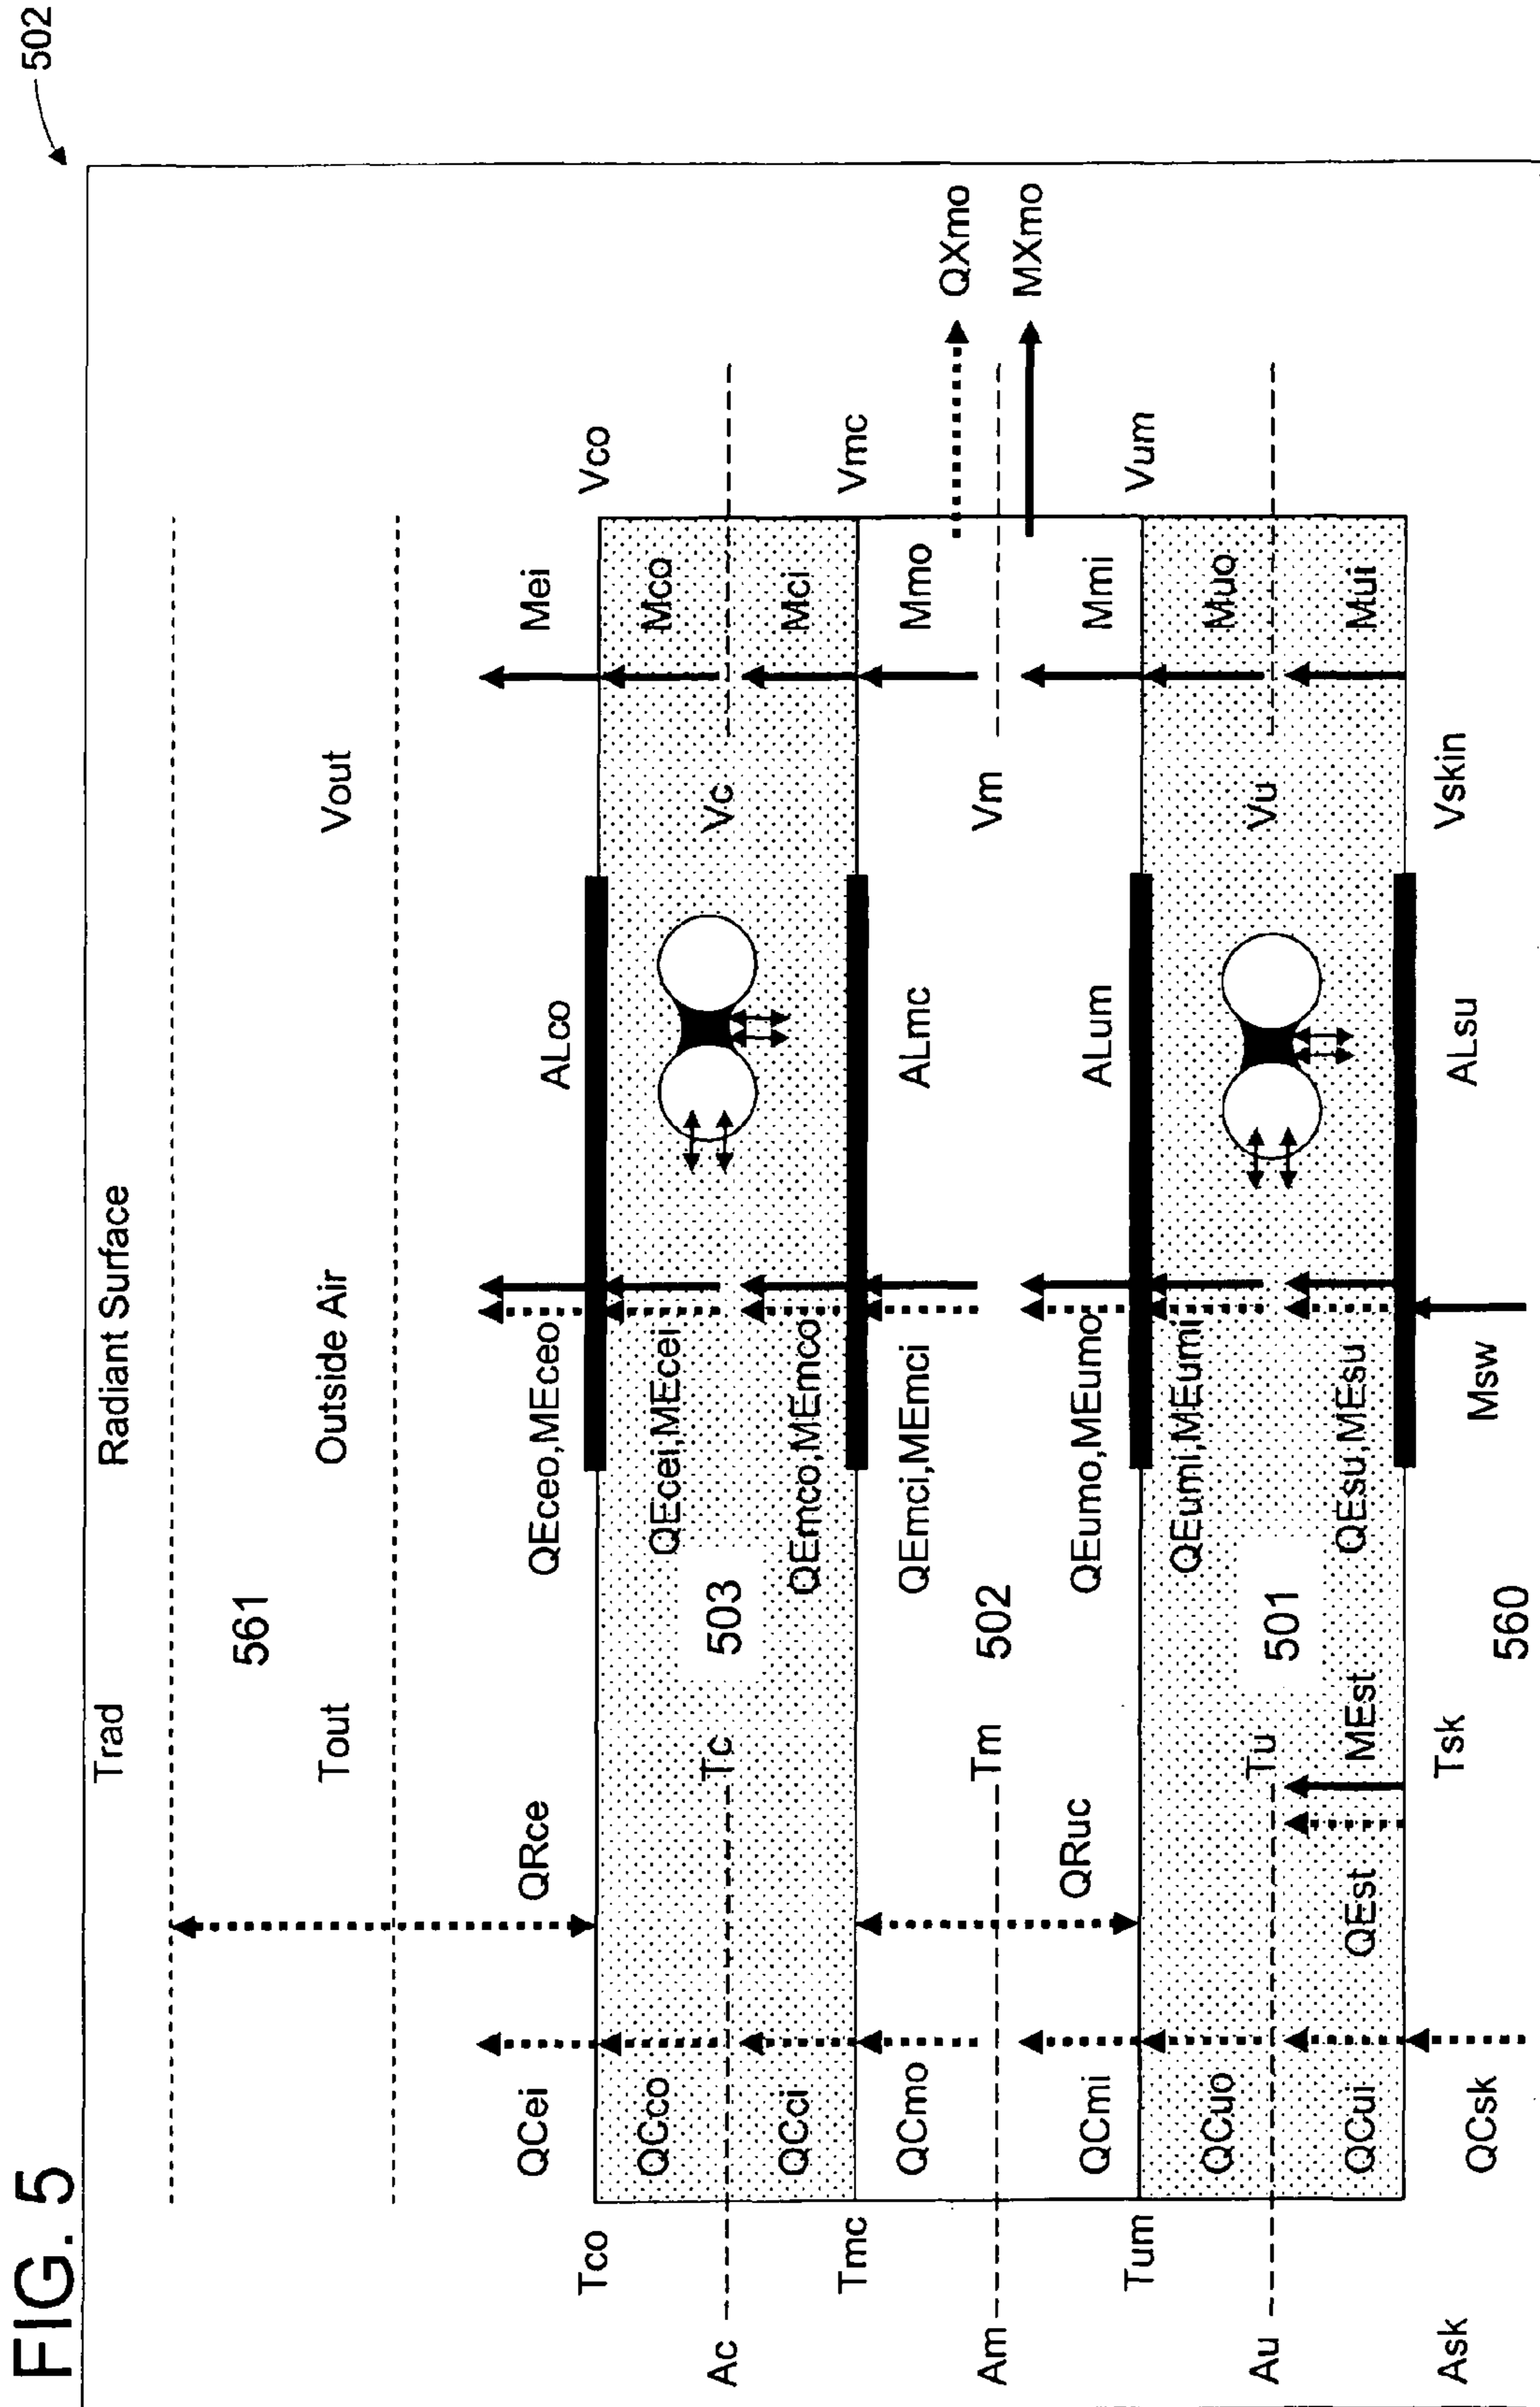 FIG. 5
502
Trad Radiant Surface
561
Tout Outside Air Vout
QCei QRce QEceo,MEceo ALco Mei
Tco Vco
QCco QEcei,MEcei Mco
Ac Tc 503 Vc
QCci QEmco,MEmco Mci
Tmc Vmc
QCmo QEmci,MEmci ALmc Mmo
QXmo
Am Tm 502 Vm
MXmo
QCmi QRuc QEumo,MEumo ALum Mmi
Tum Vum
QCuo QEumi,MEumi Muo
Au Tu 501 Vu
QCui QEst MEst QEsu,MEsu Mui
Ask QCsk Tsk Msw ALsu Vskin
560